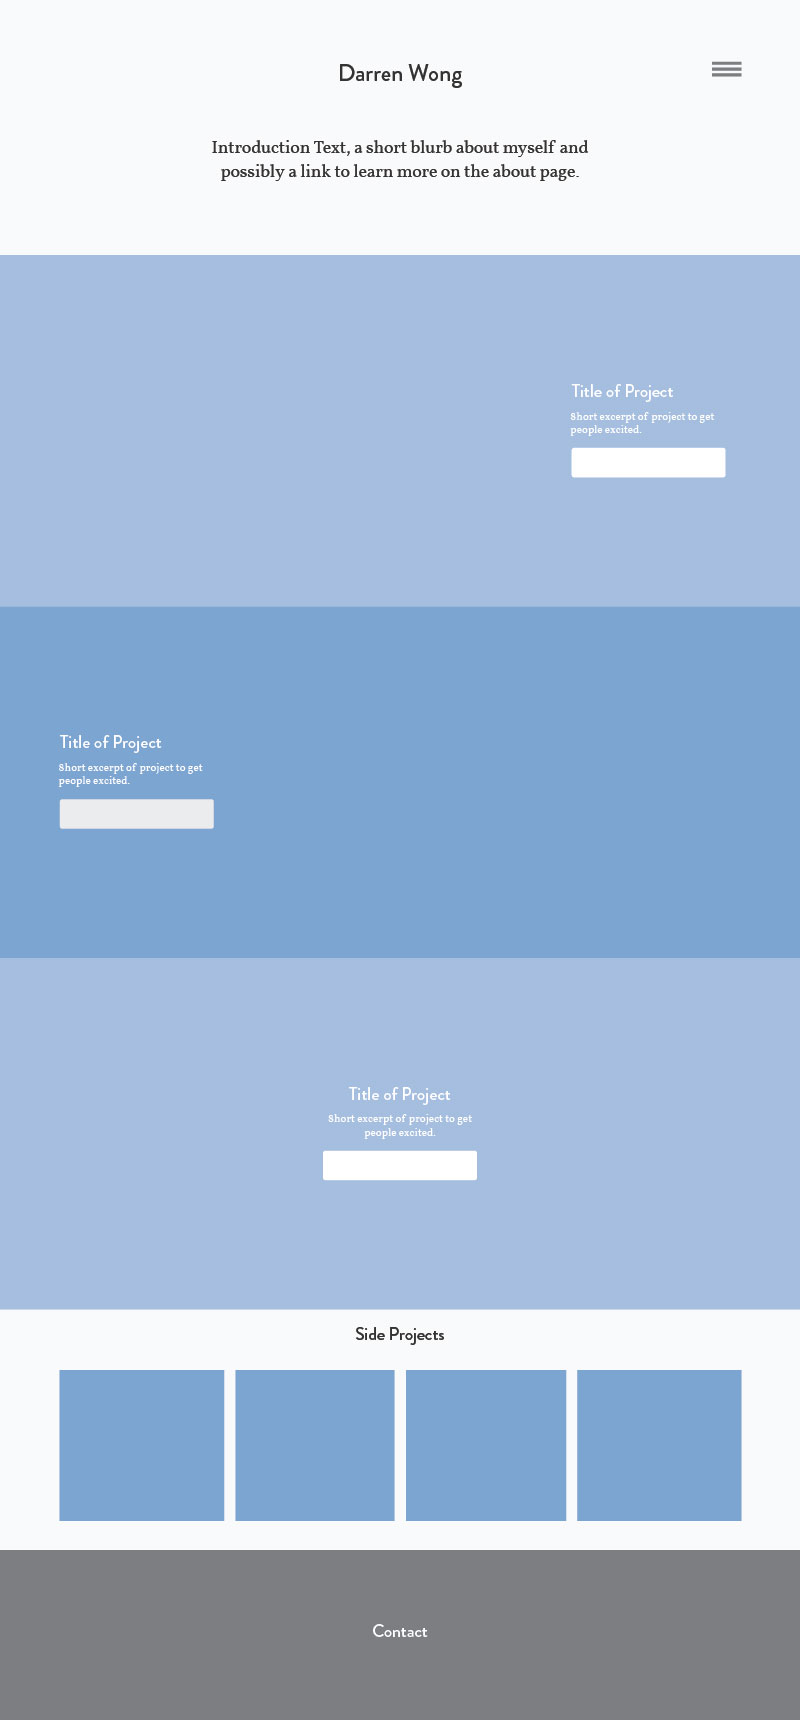 Darren Wong
Introduction Text, a short blurb about myself and
possibly a link to learn more on the about page.
Title of Project
Short excerpt of project to get
people excited.
Title of Project
Short excerpt of project to get
people excited.
Title of Project
Short excerpt of project to get
people excited.
Side Projects
Contact